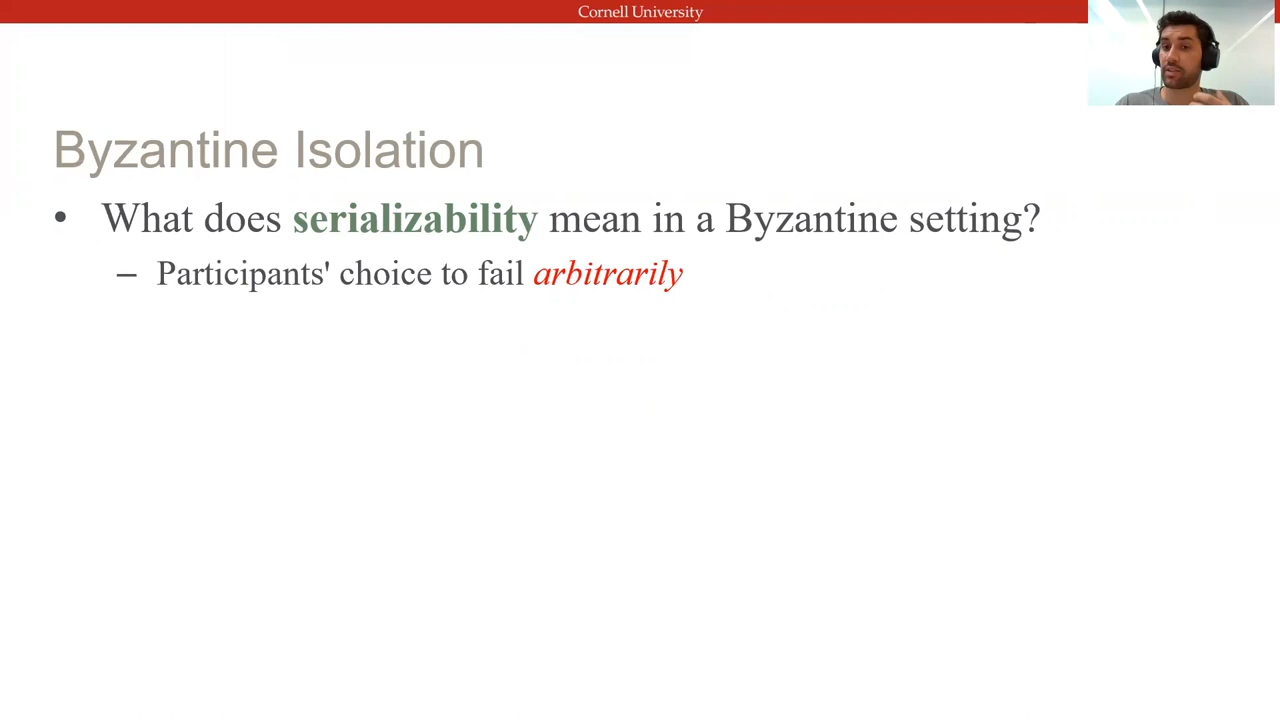 Cornell University
Byzantine Isolation
• What does serializability mean in a Byzantine setting?
– Participants' choice to fail arbitrarily